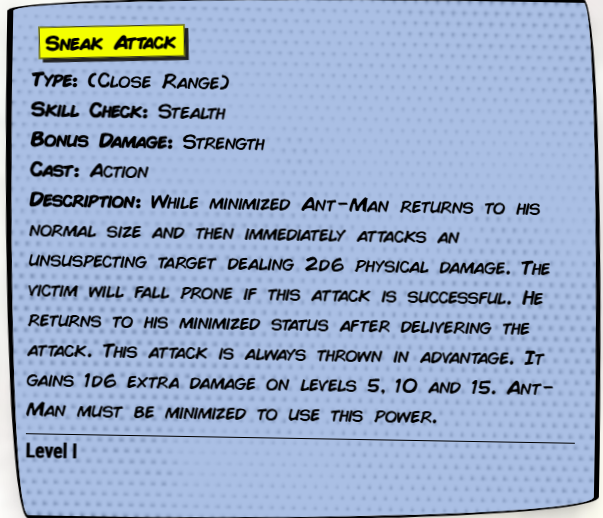 Sneak Attack
Type: (Close Range)
Skill Check: Stealth
Bonus Damage: Strength
Cast: Action
Description: While minimized Ant-Man returns to his
normal size and then immediately attacks an
unsuspecting target dealing 2d6 physical damage. The
victim will fall prone if this attack is successful. He
returns to his minimized status after delivering the
attack. This attack is always thrown in advantage. It
gains 1d6 extra damage on levels 5, 10 and 15. Ant-
Man must be minimized to use this power.
Level 1